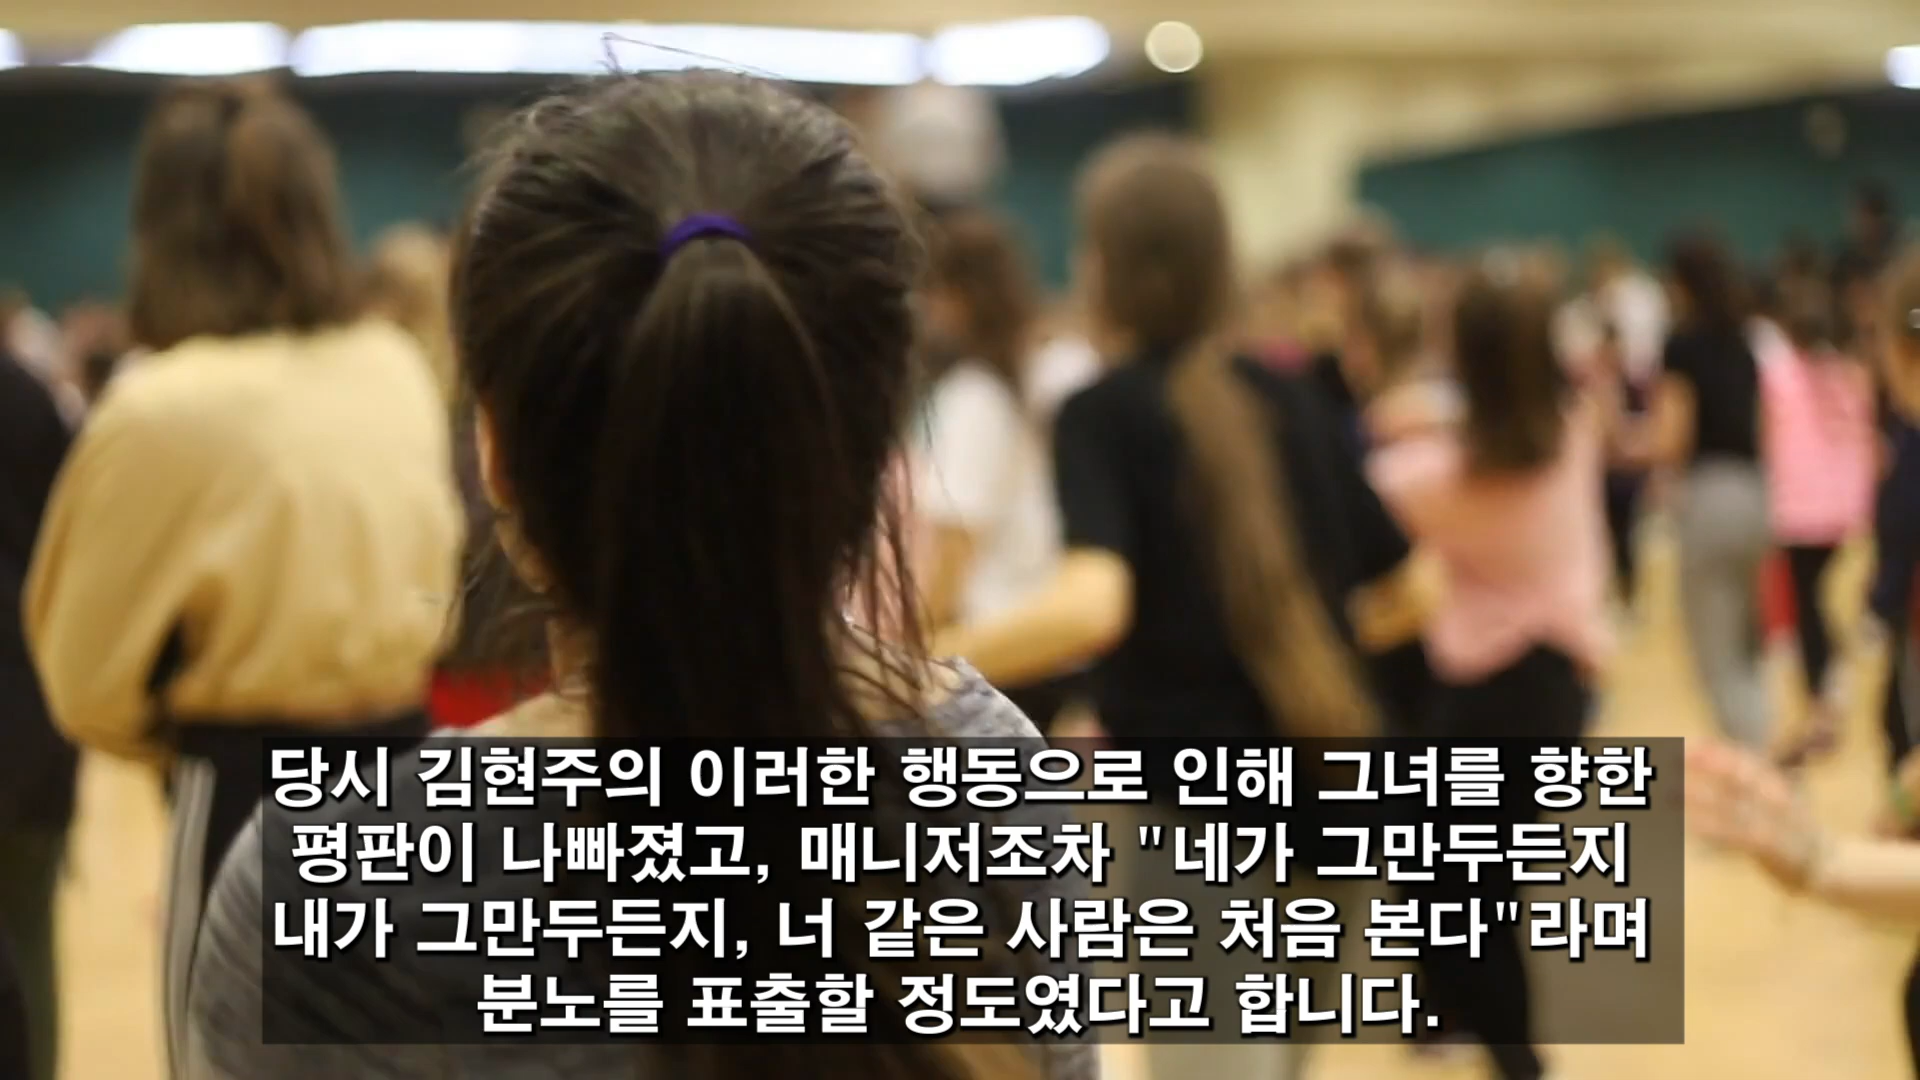 당시 김현주의 이러한 행동으로 인해 그녀를 향한
평판이 나빠졌고, 매니저조차 "네가 그만두든지
내가 그만두든지, 너 같은 사람은 처음 본다"라며
분노를 표출할 정도였다고 합니다.